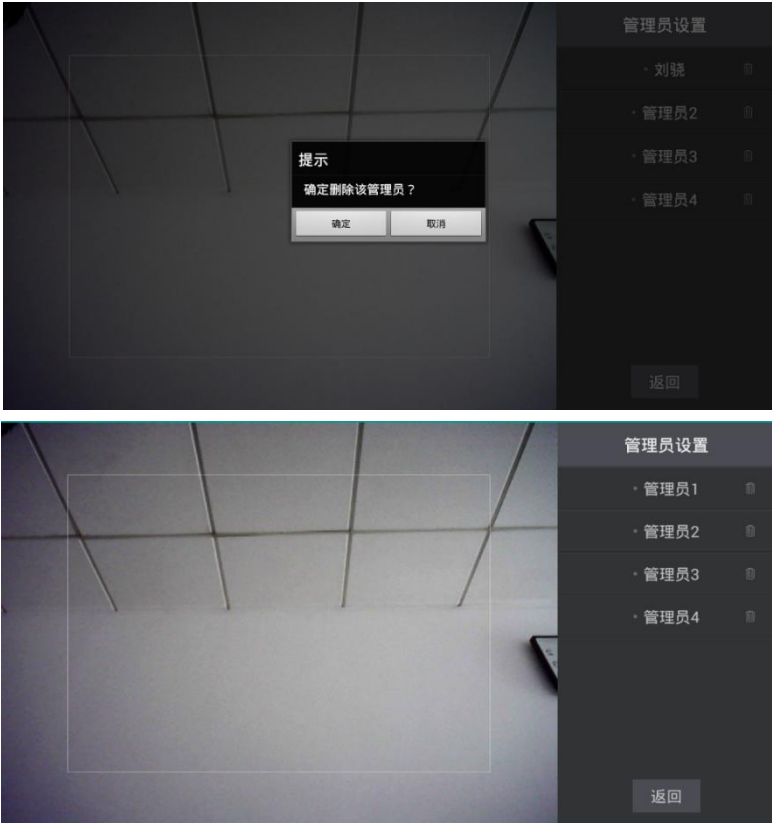 管理员设置
• 刘骁
• 管理员2
• 管理员3
• 管理员4
提示
确定删除该管理员？
确定 取消
返回
管理员设置
• 管理员1
• 管理员2
• 管理员3
• 管理员4
返回